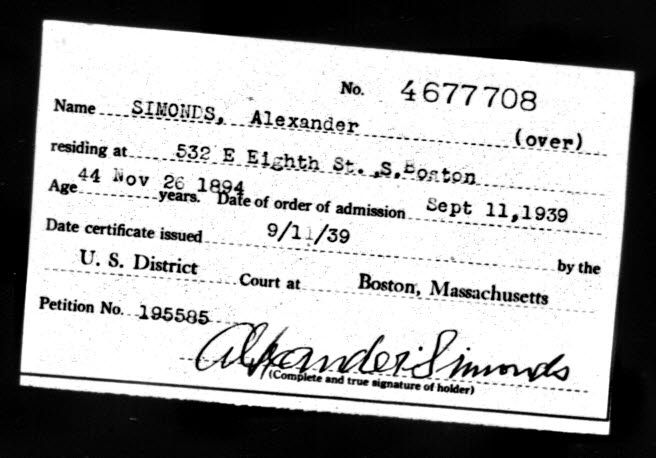 No. 4677708
Name SIMONDS, Alexander (over)
residing at 532 E Eighth St. S. Boston
Age 44 Nov 26 1894 years. Date of order of admission Sept 11, 1939
Date certificate issued 9/11/39 by the
U. S. District Court at Boston, Massachusetts
Petition No. 195585
Alexander Simonds
(Complete and true signature of holder)